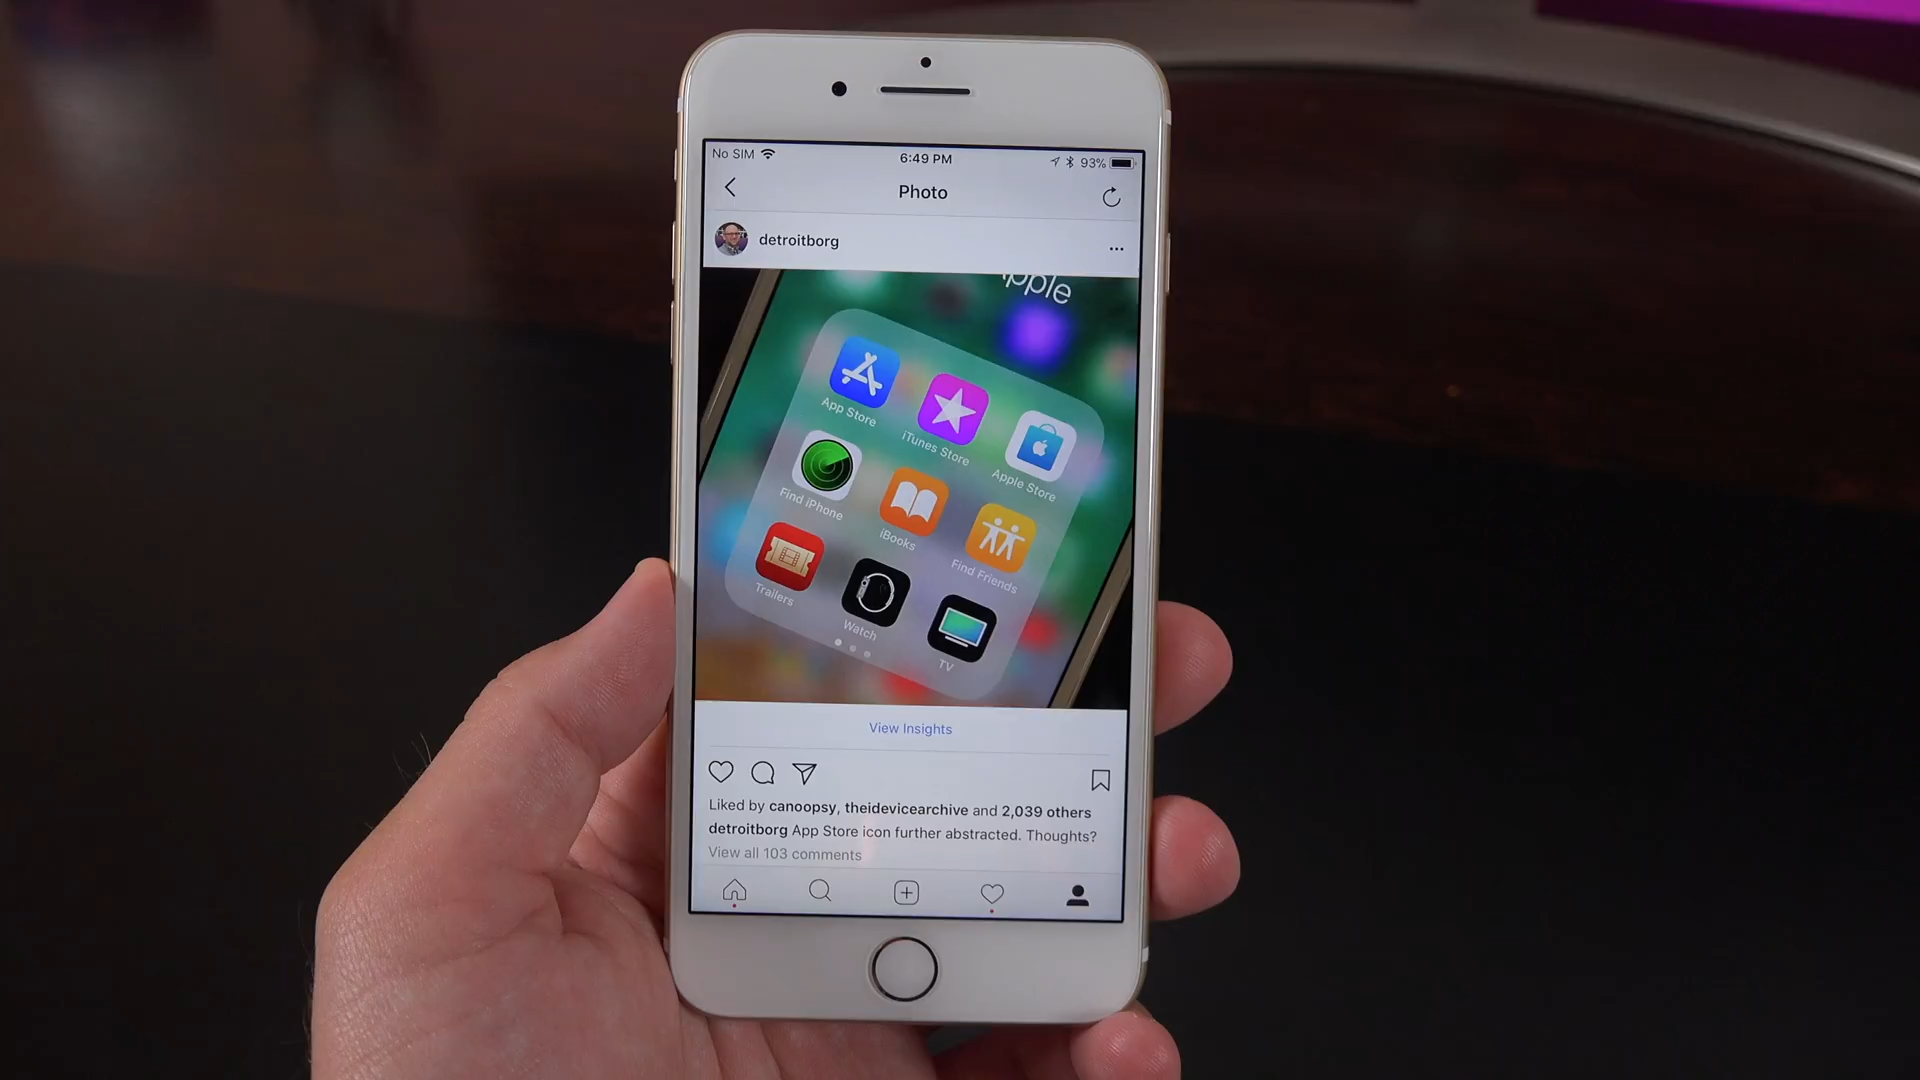 No SIM 6:49 PM 93%
Photo
detroitborg
...
pple
App Store
iTunes Store
Apple Store
Find iPhone
iBooks
Find Friends
Trailers
Watch
TV
View Insights
Liked by canoopsy, theidevicearchive and 2,039 others
detroitborg App Store icon further abstracted. Thoughts?
View all 103 comments